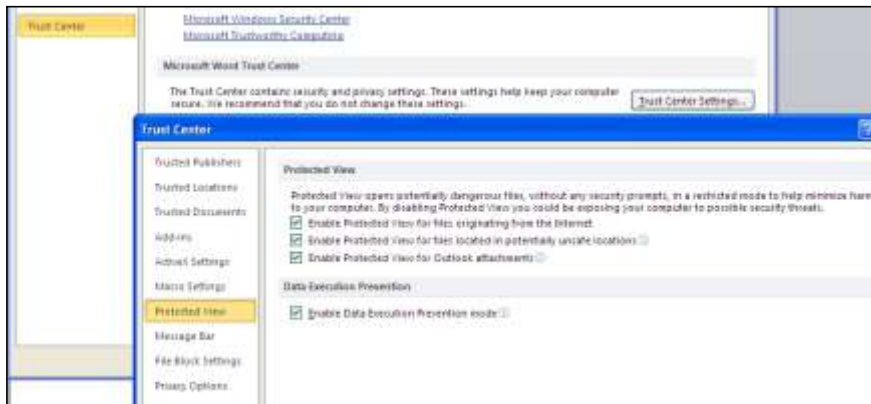 Trust Center
Microsoft Windows Security Center
Microsoft Trustworthy Computing
Microsoft Word Trust Center
The Trust Center contains security and privacy settings. These settings help keep your computer
secure. We recommend that you do not change these settings.
Trust Center Settings...
Trust Center
Trusted Publishers
Trusted Locations
Trusted Documents
Add-ins
ActiveX Settings
Macro Settings
Protected View
Message Bar
File Block Settings
Privacy Options
Protected View
Protected View opens potentially dangerous files, without any security prompts, in a restricted mode to help minimize harm
to your computer. By disabling Protected View you could be exposing your computer to possible security threats.
Enable Protected View for files originating from the Internet
Enable Protected View for files located in potentially unsafe locations
Enable Protected View for Outlook attachments
Data Execution Prevention
Enable Data Execution Prevention mode